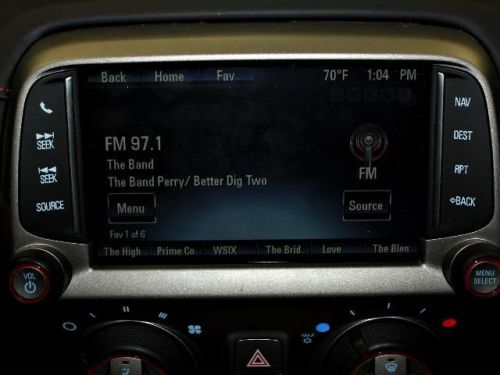 Back Home Fav 70°F 1:04 PM
FM 97.1
The Band
The Band Perry/ Better Dig Two
FM
Menu Source
Fav 1 of 6
The High Prime Co WSIX The Brid Love The Blen
SEEK
SEEK
SOURCE
NAV
DEST
RPT
BACK
VOL
MENU
SELECT
MAX